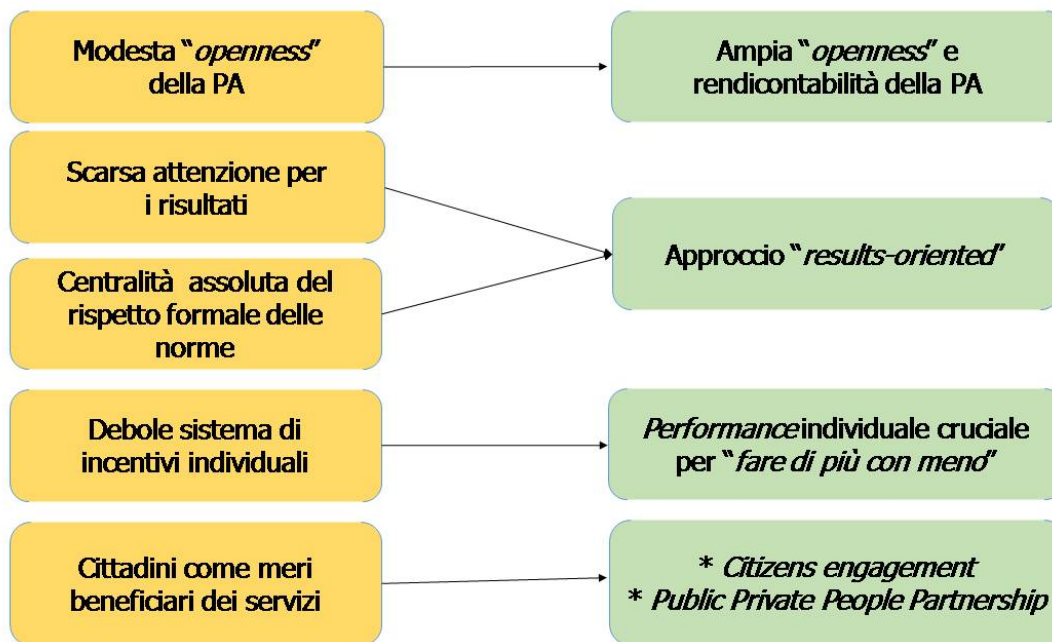 Modesta “openness”
della PA
Ampia “openness” e
rendicontabilità della PA
Scarsa attenzione per
i risultati
Approccio “results-oriented”
Centralità assoluta del
rispetto formale delle
norme
Debole sistema di
incentivi individuali
Performance individuale cruciale
per “fare di più con meno”
Cittadini come meri
beneficiari dei servizi
* Citizens engagement
* Public Private People Partnership